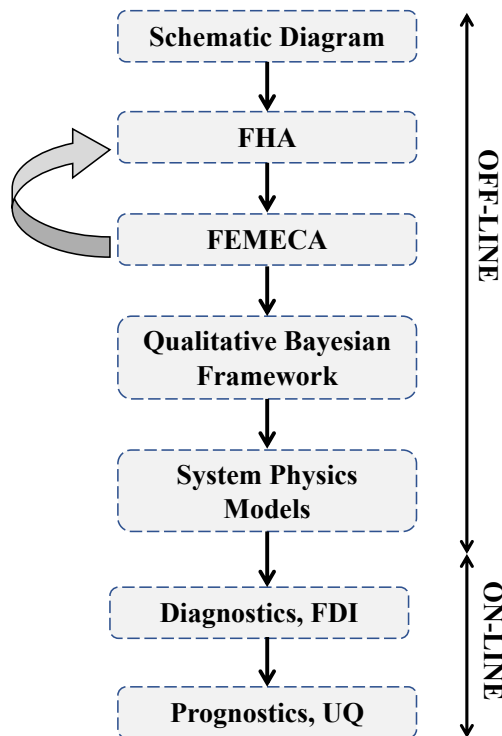 Schematic Diagram
FHA
FEMECA
Qualitative Bayesian
Framework
System Physics
Models
Diagnostics, FDI
Prognostics, UQ
OFF-LINE
ON-LINE